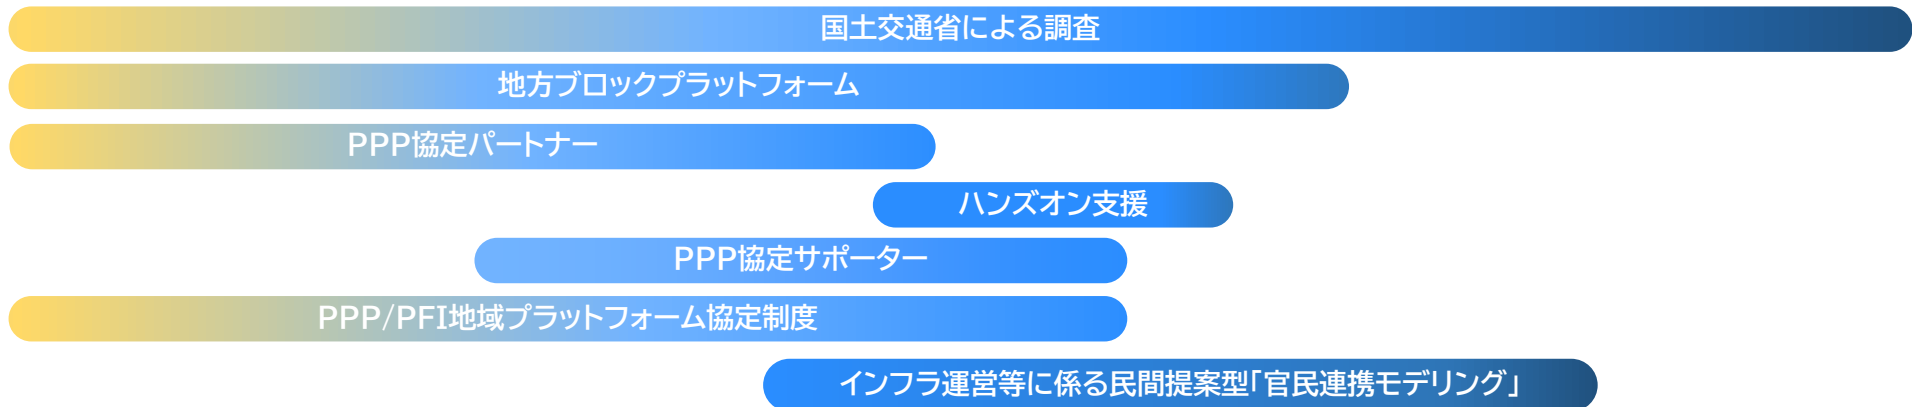 国土交通省による調査
地方ブロックプラットフォーム
PPP協定パートナー
ハンズオン支援
PPP協定サポーター
PPP/PFI地域プラットフォーム協定制度
インフラ運営等に係る民間提案型「官民連携モデリング」